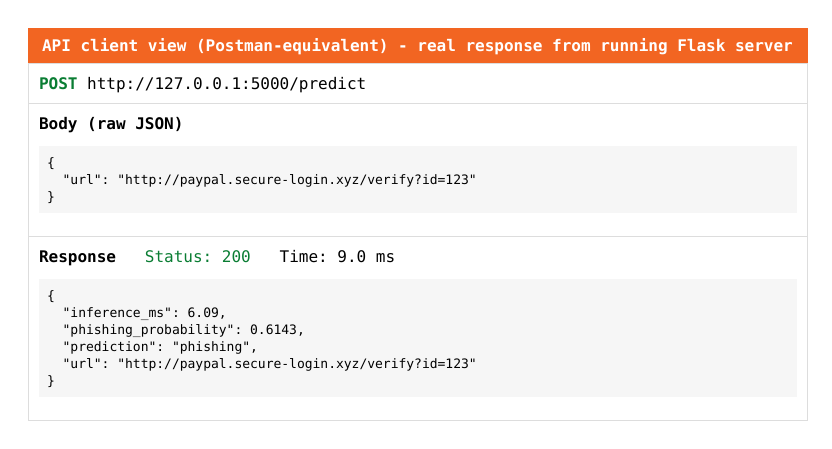 API client view (Postman-equivalent) - real response from running Flask server
POST http://127.0.0.1:5000/predict
Body (raw JSON)
{
  "url": "http://paypal.secure-login.xyz/verify?id=123"
}
Response   Status: 200   Time: 9.0 ms
{
  "inference_ms": 6.09,
  "phishing_probability": 0.6143,
  "prediction": "phishing",
  "url": "http://paypal.secure-login.xyz/verify?id=123"
}